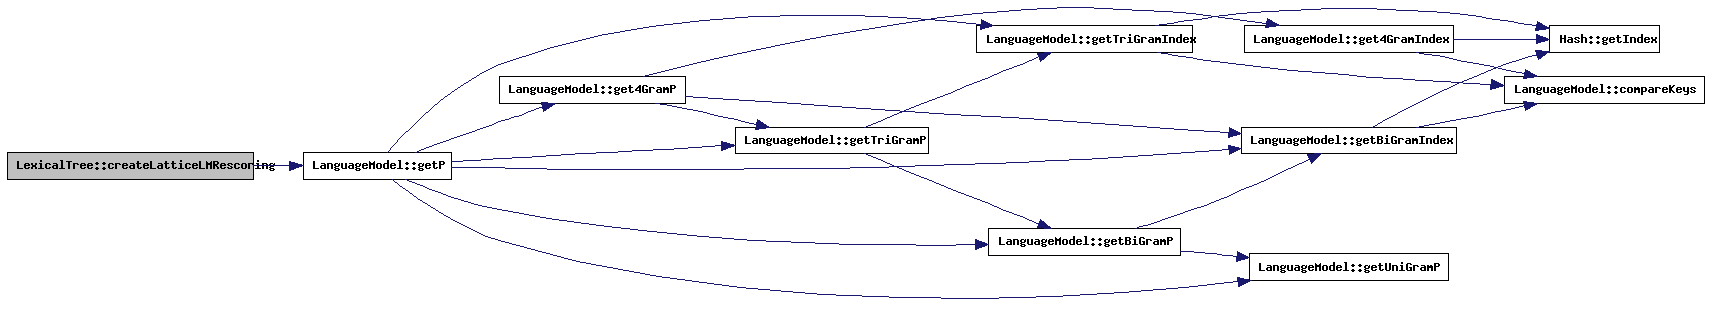 LanguageModel::getTriGramIndex
LanguageModel::get4GramIndex
Hash::getIndex
LanguageModel::get4GramP
LanguageModel::compareKeys
LanguageModel::getTriGramP
LanguageModel::getBiGramIndex
LexicalTree::createLatticeLMRescoring
LanguageModel::getP
LanguageModel::getBiGramP
LanguageModel::getUniGramP